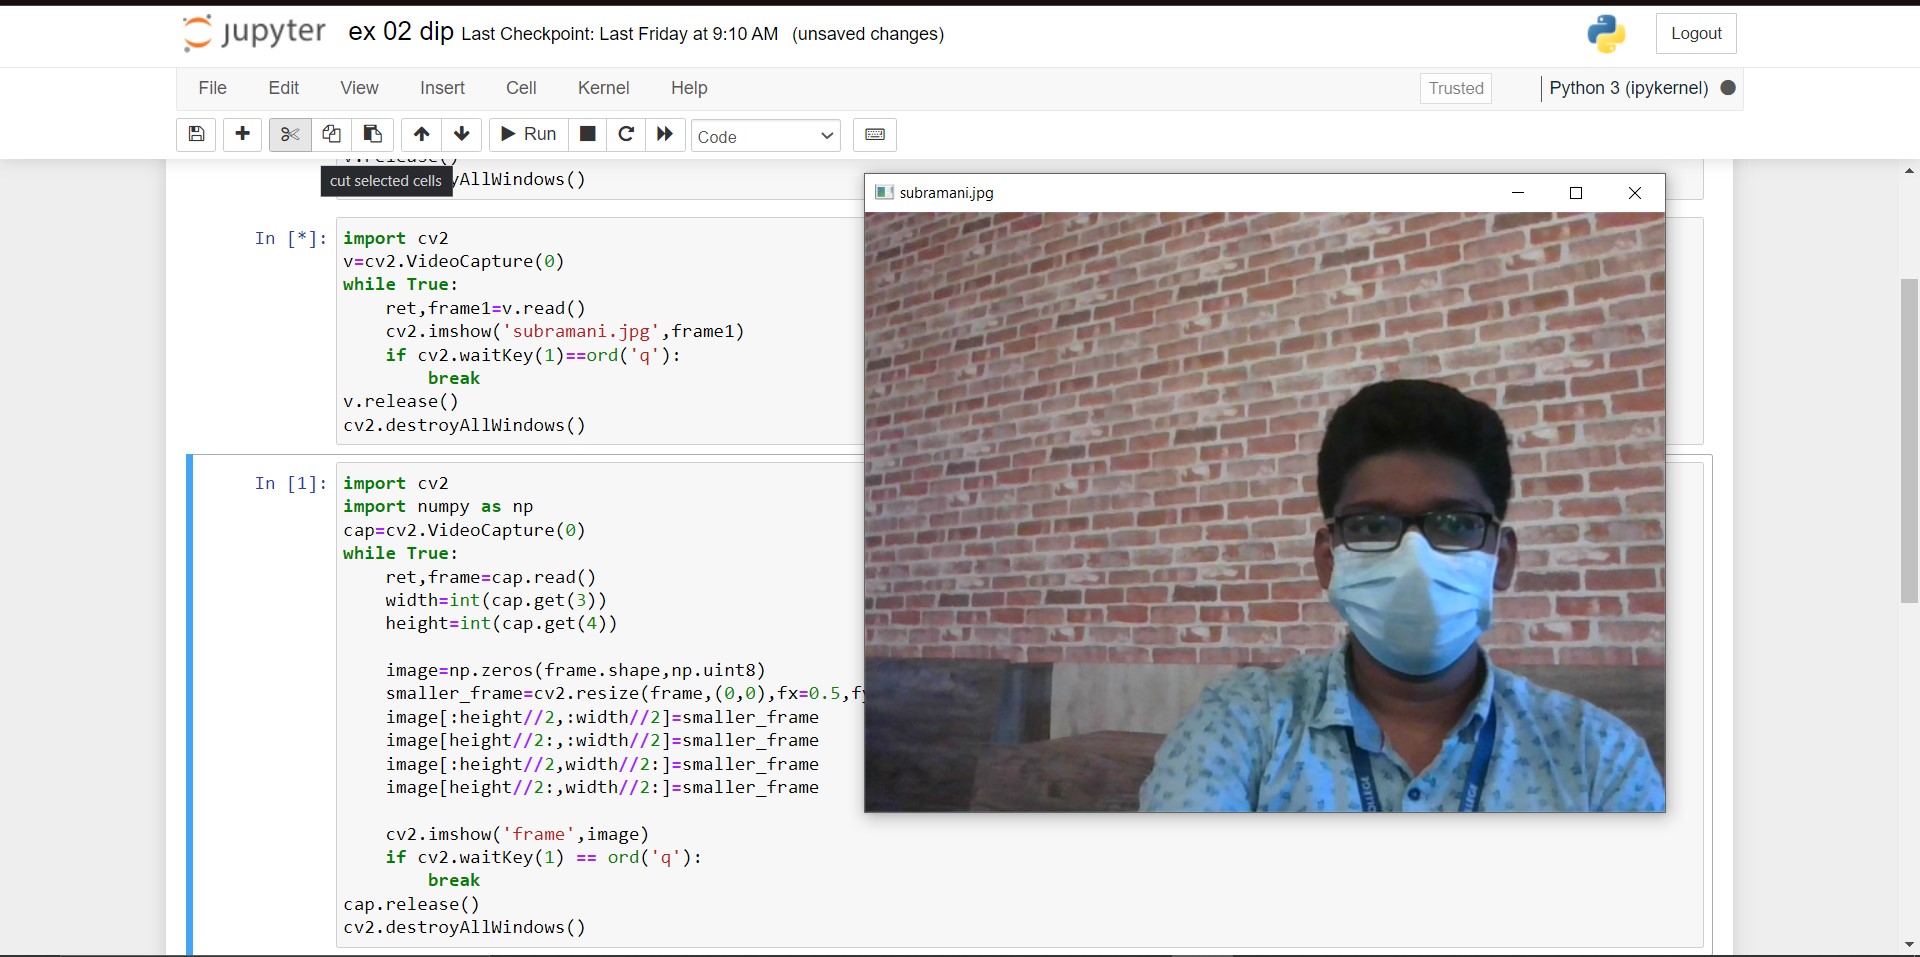 jupyter ex 02 dip Last Checkpoint: Last Friday at 9:10 AM (unsaved changes)
Logout
File Edit View Insert Cell Kernel Help
Trusted
Python 3 (ipykernel)
Run
Code
v.release()
cut selected cells
yAllWindows()
subramani.jpg
In [*]:
import cv2
v=cv2.VideoCapture(0)
while True:
    ret,frame1=v.read()
    cv2.imshow('subramani.jpg',frame1)
    if cv2.waitKey(1)==ord('q'):
        break
v.release()
cv2.destroyAllWindows()
In [1]:
import cv2
import numpy as np
cap=cv2.VideoCapture(0)
while True:
    ret,frame=cap.read()
    width=int(cap.get(3))
    height=int(cap.get(4))
    image=np.zeros(frame.shape,np.uint8)
    smaller_frame=cv2.resize(frame,(0,0),fx=0.5,fy
    image[:height//2,:width//2]=smaller_frame
    image[height//2:,:width//2]=smaller_frame
    image[:height//2,width//2:]=smaller_frame
    image[height//2:,width//2:]=smaller_frame
    cv2.imshow('frame',image)
    if cv2.waitKey(1) == ord('q'):
        break
cap.release()
cv2.destroyAllWindows()